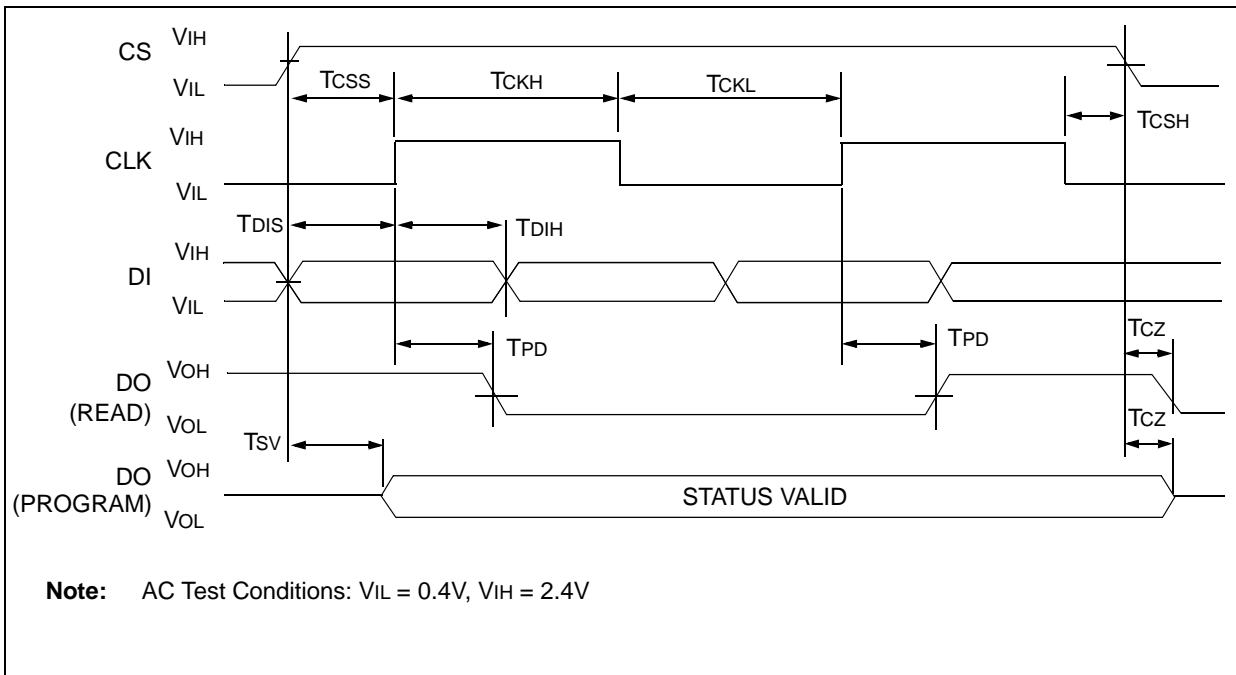 CS
VIH
VIL
TCSS
TCKH
TCKL
TCSH
CLK
VIH
VIL
TDIS
TDIH
DI
VIH
VIL
TPD
TPD
TCZ
DO
(READ)
VOH
VOL
TCZ
TSV
DO
(PROGRAM)
VOH
VOL
STATUS VALID
Note: AC Test Conditions: VIL = 0.4V, VIH = 2.4V